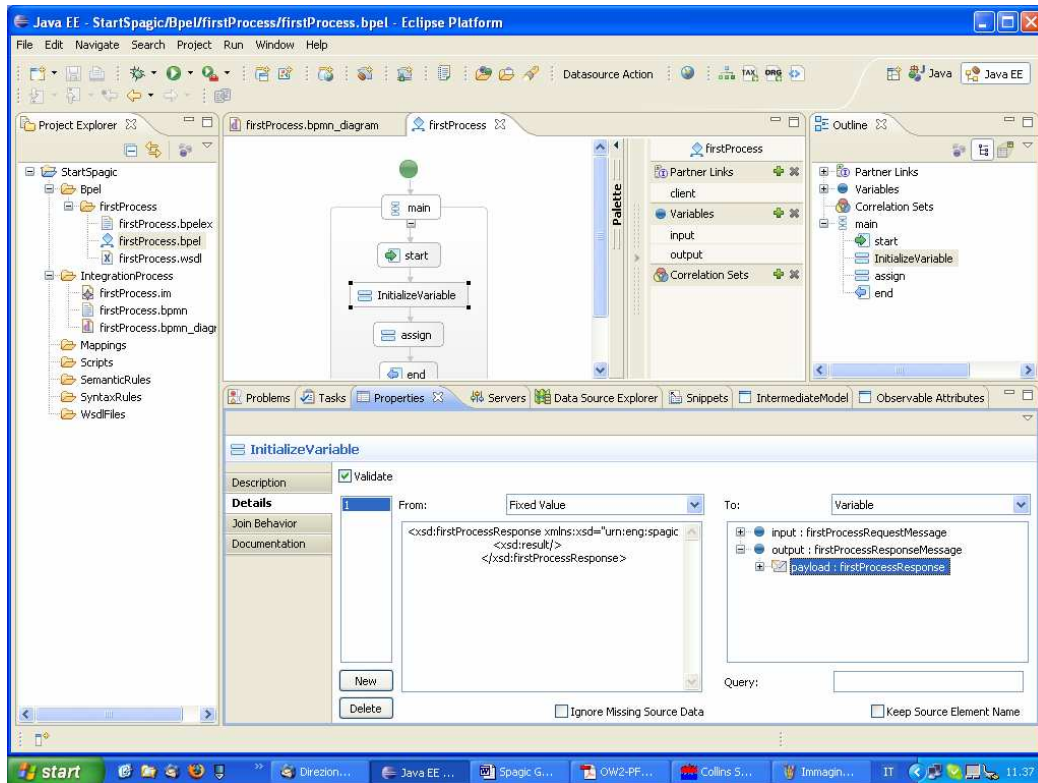 Java EE - StartSpagic/Bpel/firstProcess/firstProcess.bpel - Eclipse Platform
File Edit Navigate Search Project Run Window Help
Datasource Action
TAX
ORG
Java
Java EE
Project Explorer
StartSpagic
Bpel
firstProcess
firstProcess.bpelex
firstProcess.bpel
firstProcess.wsdl
IntegrationProcess
firstProcess.im
firstProcess.bpmn
firstProcess.bpmn_diagr
Mappings
Scripts
SemanticRules
SyntaxRules
WsdlFiles
firstProcess.bpmn_diagram
firstProcess
main
start
InitializeVariable
assign
end
Palette
firstProcess
Partner Links
client
Variables
input
output
Correlation Sets
Outline
Partner Links
Variables
Correlation Sets
main
start
InitializeVariable
assign
end
Problems Tasks Properties Servers Data Source Explorer Snippets IntermediateModel Observable Attributes
InitializeVariable
Description
Details
Join Behavior
Documentation
Validate
1
New
Delete
From: Fixed Value
<xsd:firstProcessResponse xmlns:xsd="urn:eng:spagic
<xsd:result/>
</xsd:firstProcessResponse>
Ignore Missing Source Data
To: Variable
input : firstProcessRequestMessage
output : firstProcessResponseMessage
payload : firstProcessResponse
Query:
Keep Source Element Name
start
Direzion...
Java EE ...
Spagic G...
OW2-PF...
Collins S...
Immagin...
IT
11.37